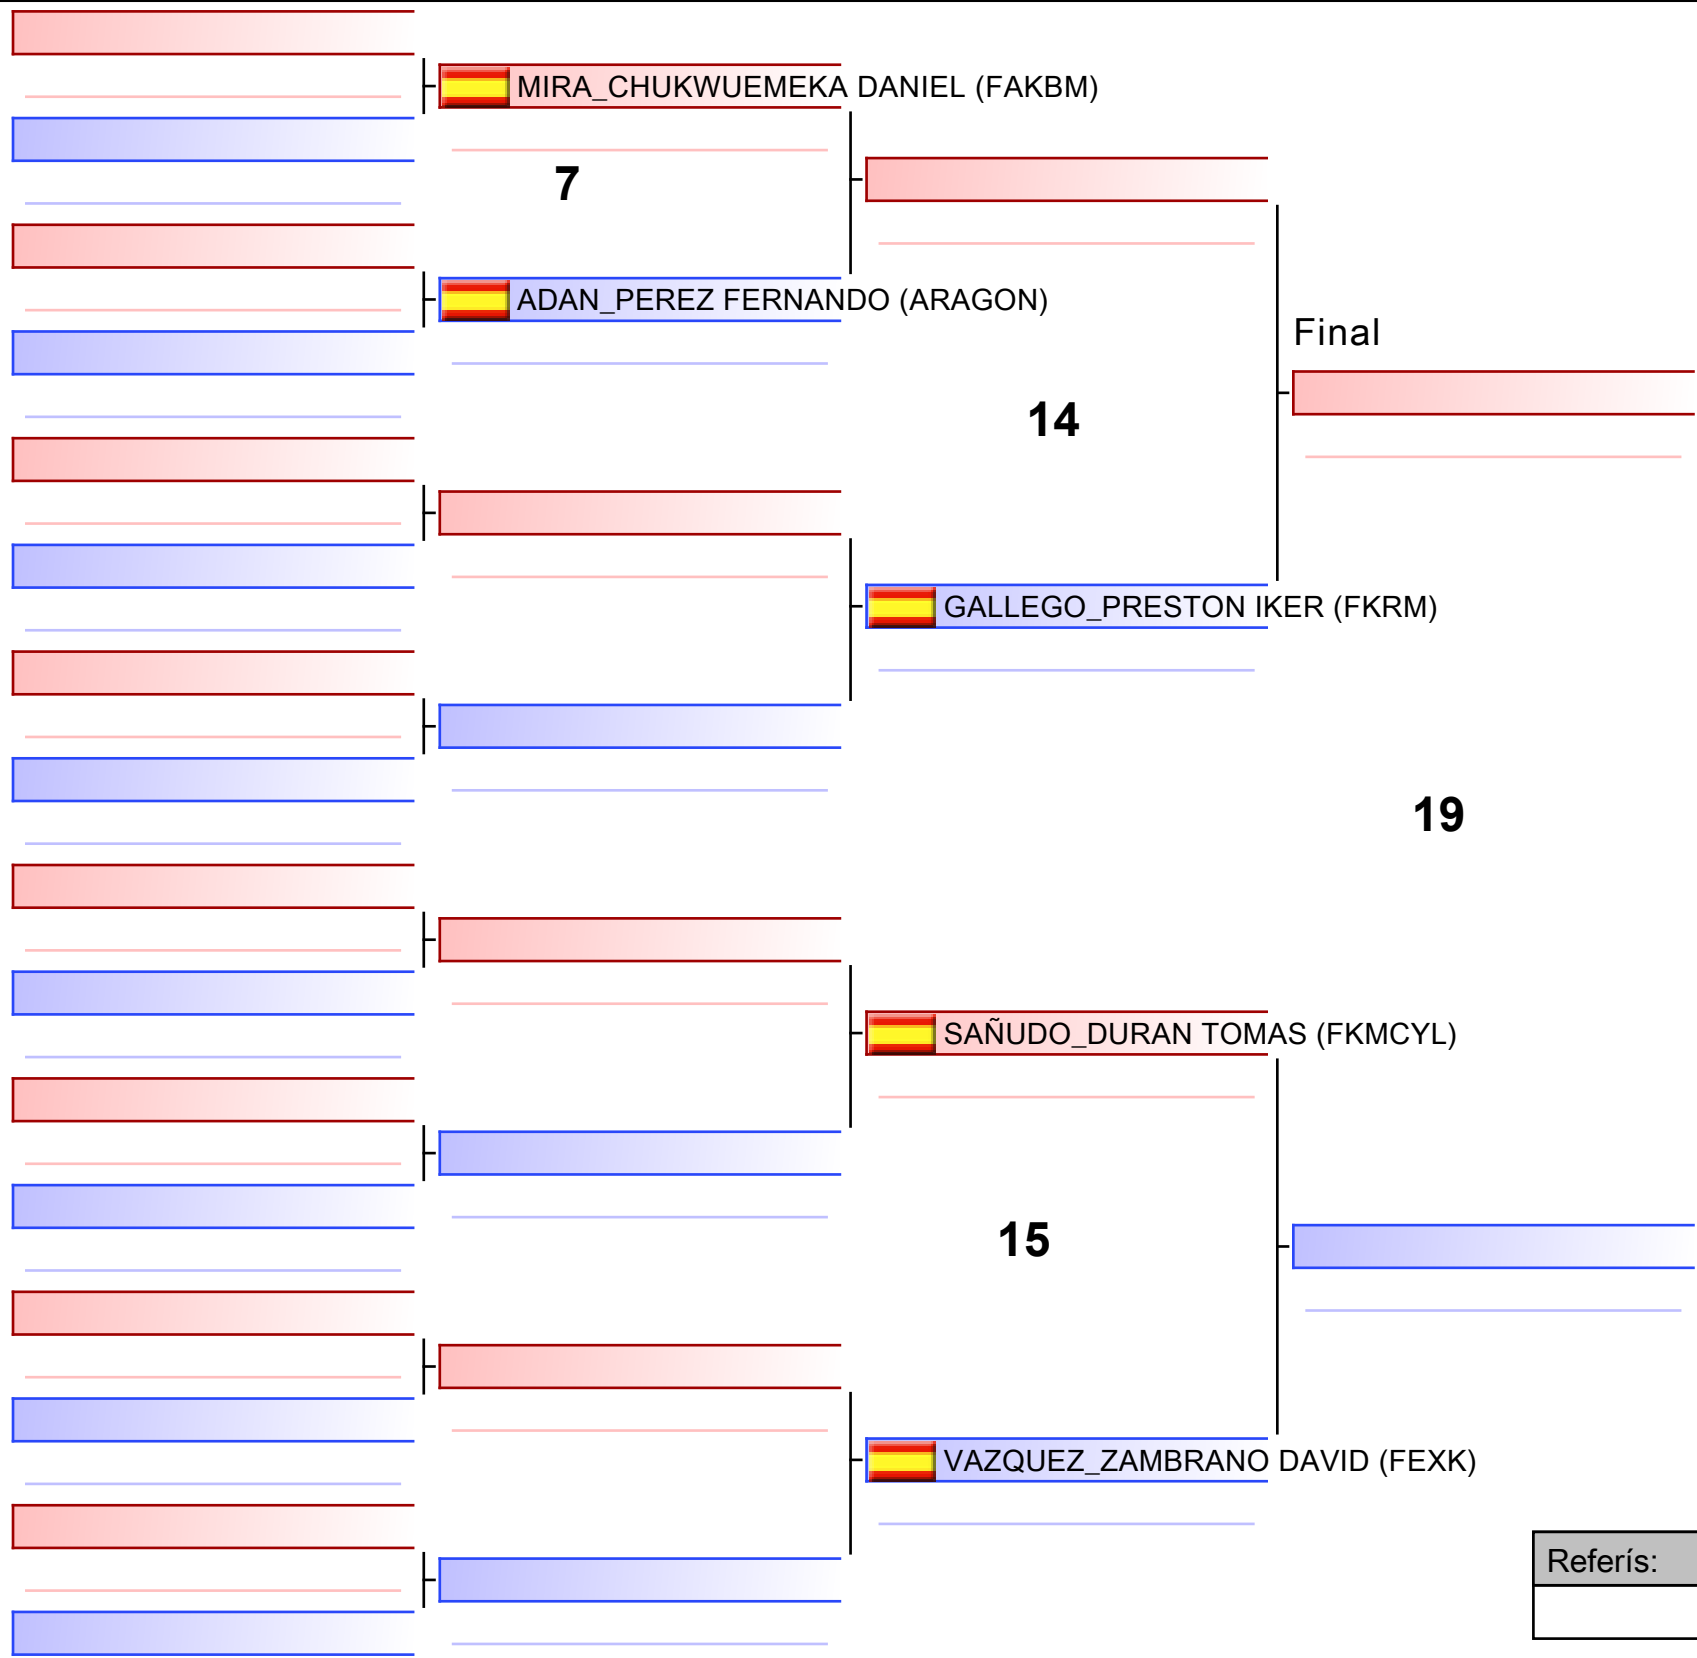 MIRA_CHUKWUEMEKA DANIEL (FAKBM)
7
ADAN_PEREZ FERNANDO (ARAGON)
Final
14
GALLEGO_PRESTON IKER (FKRM)
19
SAÑUDO_DURAN TOMAS (FKMCYL)
15
VAZQUEZ_ZAMBRANO DAVID (FEXK)
Referís: